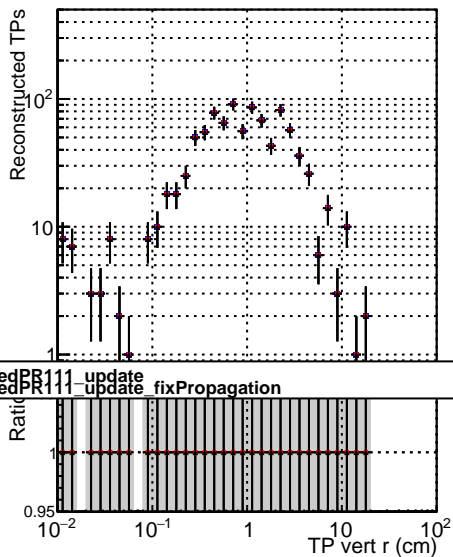 Reconstructed TPs
10²
10
1
edPR111_update
edPR111_update_fixPropagation
Ratio
1
0.95
10⁻² 10⁻¹ 1 10 10²
TP vert r (cm)